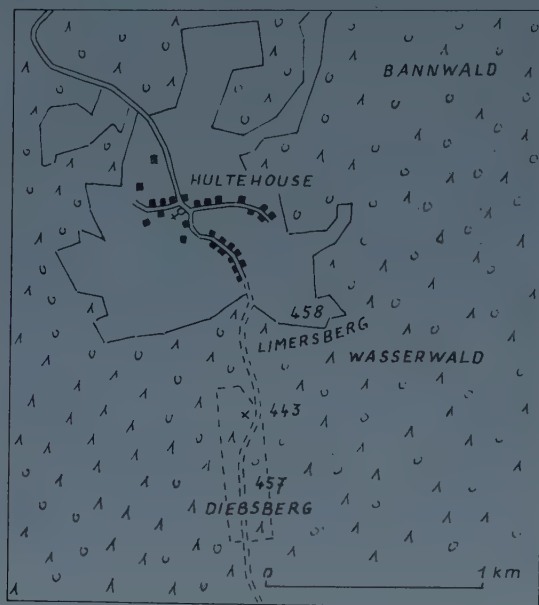 BANNWALD
HULTEHOUSE
458
LIMERSBERG
WASSERWALD
443
457
DIEBSBERG
0 1 km